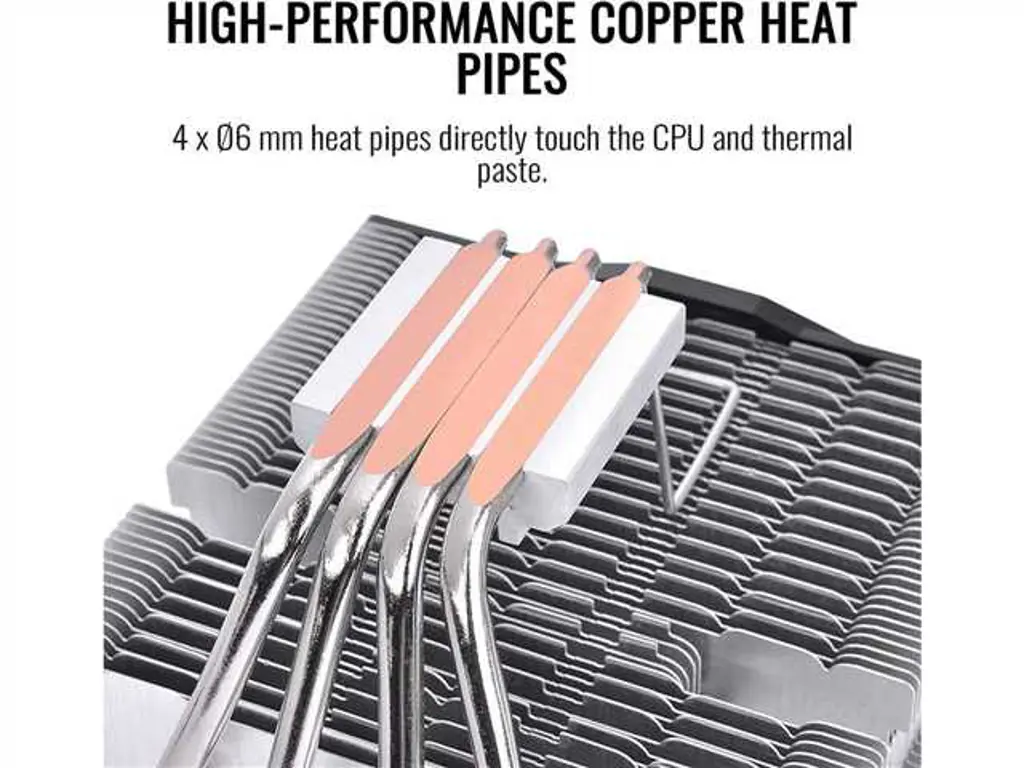 HIGH-PERFORMANCE COPPER HEAT
PIPES
4 x Ø6 mm heat pipes directly touch the CPU and thermal
paste.